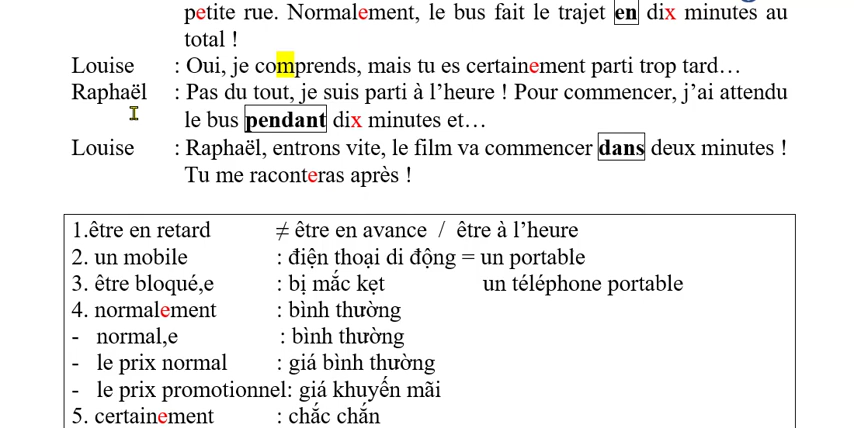 petite rue. Normalement, le bus fait le trajet en dix minutes au
total !
Louise : Oui, je comprends, mais tu es certainement parti trop tard…
Raphaël : Pas du tout, je suis parti à l’heure ! Pour commencer, j’ai attendu
le bus pendant dix minutes et…
Louise : Raphaël, entrons vite, le film va commencer dans deux minutes !
Tu me raconteras après !
1.être en retard ≠ être en avance / être à l’heure
2. un mobile : điện thoại di động = un portable
3. être bloqué,e : bị mắc kẹt un téléphone portable
4. normalement : bình thường
- normal,e : bình thường
- le prix normal : giá bình thường
- le prix promotionnel: giá khuyến mãi
5. certainement : chắc chắn